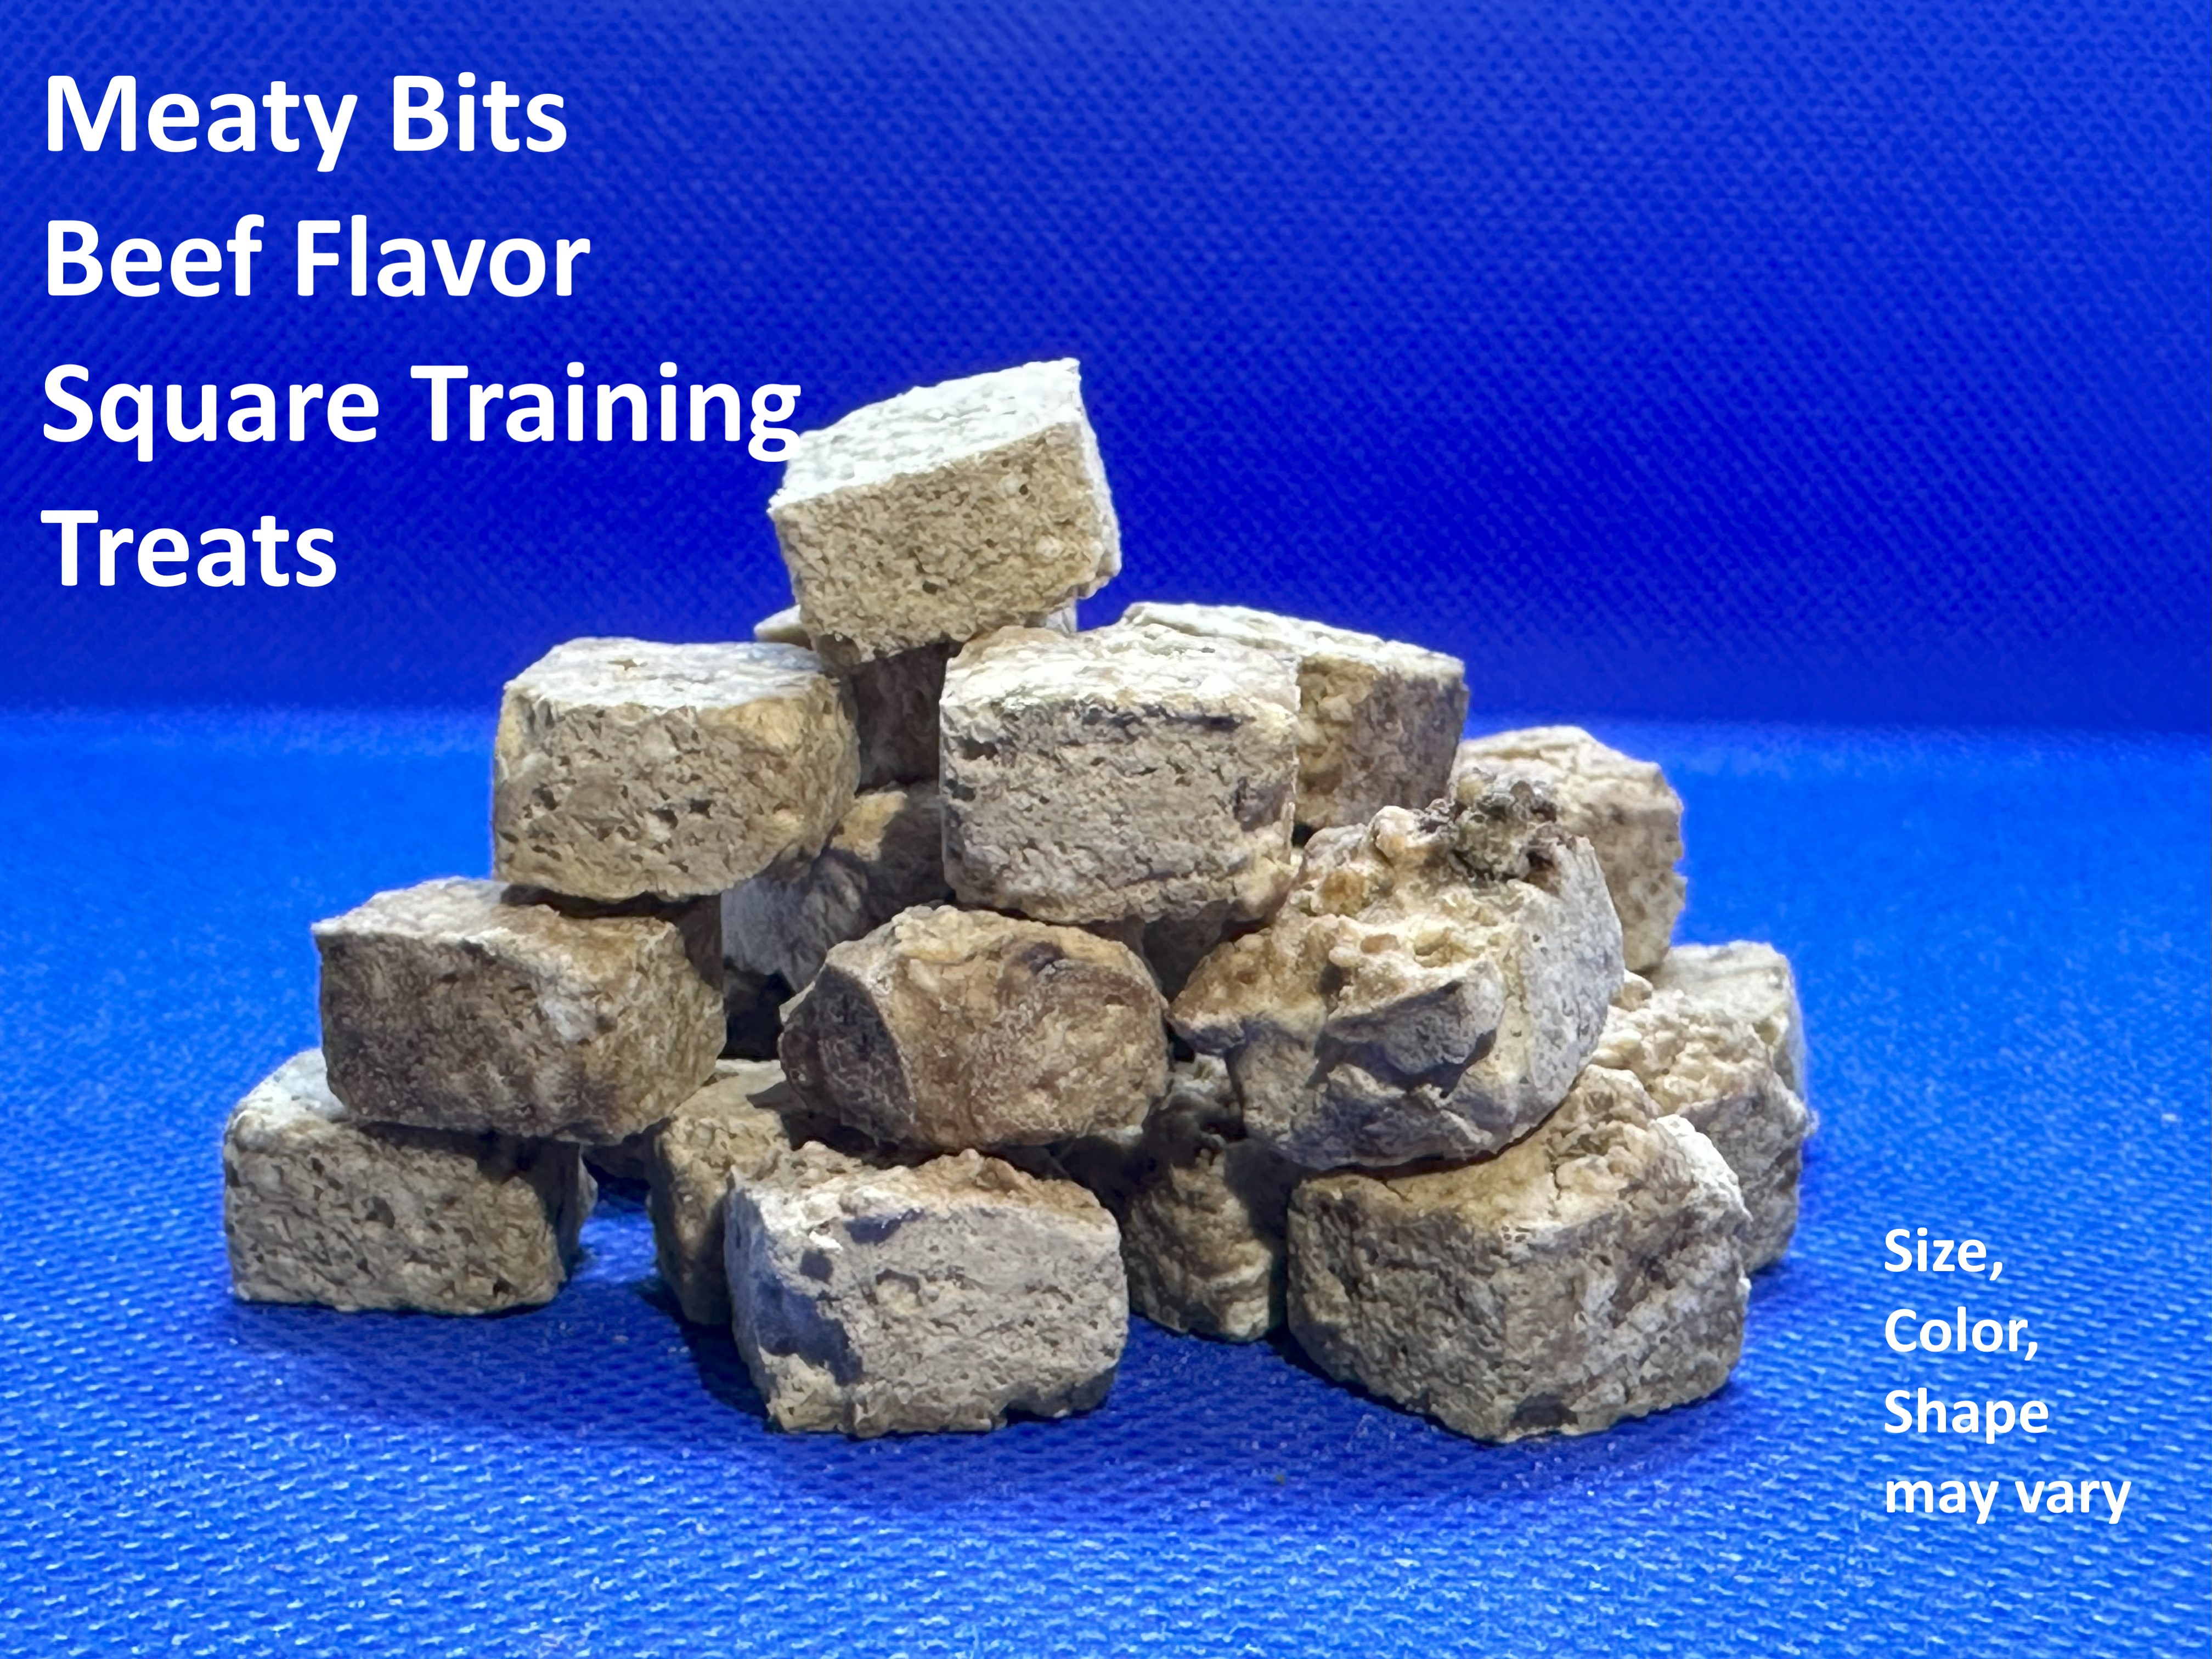 Meaty Bits
Beef Flavor
Square Training
Treats
Size,
Color,
Shape
may vary